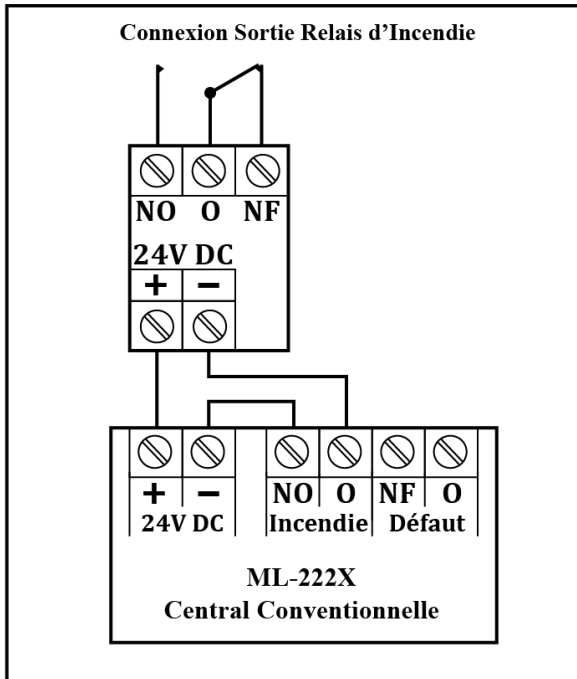 Connexion Sortie Relais d’Incendie
NO O NF
24V DC
+ −
+ − NO O NF O
24V DC Incendie Défaut
ML-222X
Central Conventionnelle